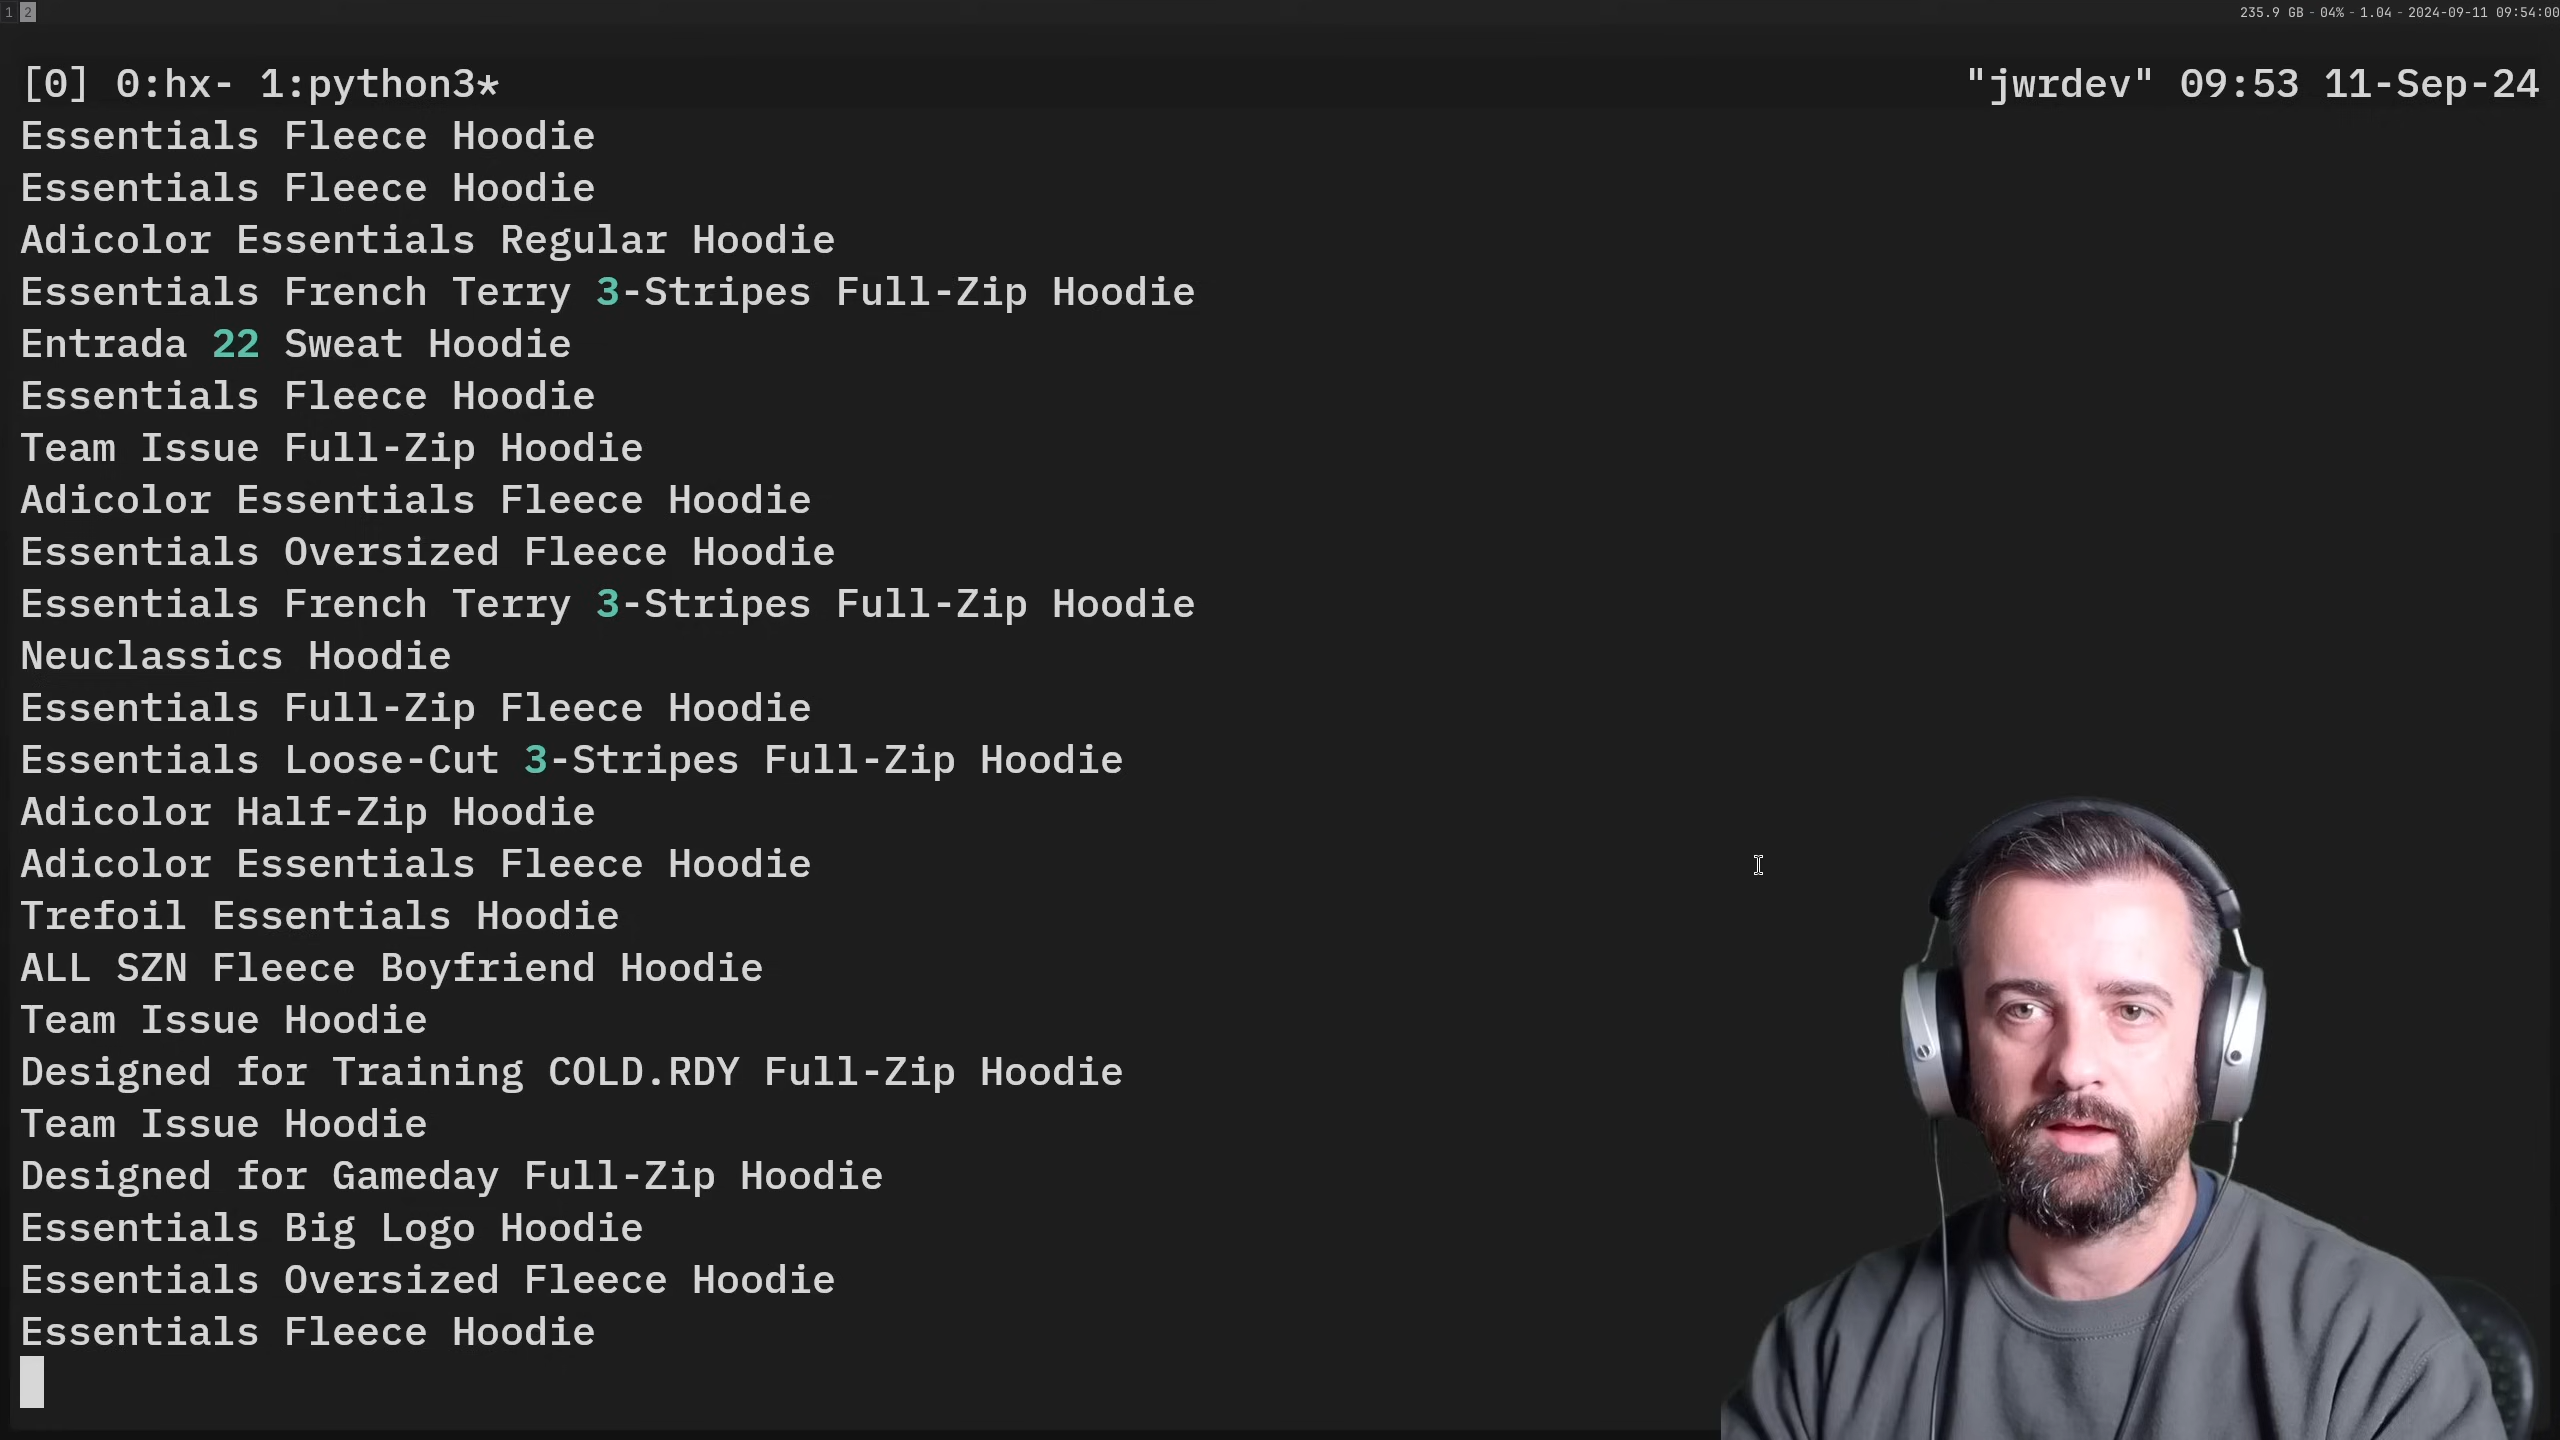 1 2
235.9 GB - 04% - 1.04 - 2024-09-11 09:54:00
[0] 0:hx- 1:python3* "jwrdev" 09:53 11-Sep-24
Essentials Fleece Hoodie
Essentials Fleece Hoodie
Adicolor Essentials Regular Hoodie
Essentials French Terry 3-Stripes Full-Zip Hoodie
Entrada 22 Sweat Hoodie
Essentials Fleece Hoodie
Team Issue Full-Zip Hoodie
Adicolor Essentials Fleece Hoodie
Essentials Oversized Fleece Hoodie
Essentials French Terry 3-Stripes Full-Zip Hoodie
Neuclassics Hoodie
Essentials Full-Zip Fleece Hoodie
Essentials Loose-Cut 3-Stripes Full-Zip Hoodie
Adicolor Half-Zip Hoodie
Adicolor Essentials Fleece Hoodie
Trefoil Essentials Hoodie
ALL SZN Fleece Boyfriend Hoodie
Team Issue Hoodie
Designed for Training COLD.RDY Full-Zip Hoodie
Team Issue Hoodie
Designed for Gameday Full-Zip Hoodie
Essentials Big Logo Hoodie
Essentials Oversized Fleece Hoodie
Essentials Fleece Hoodie